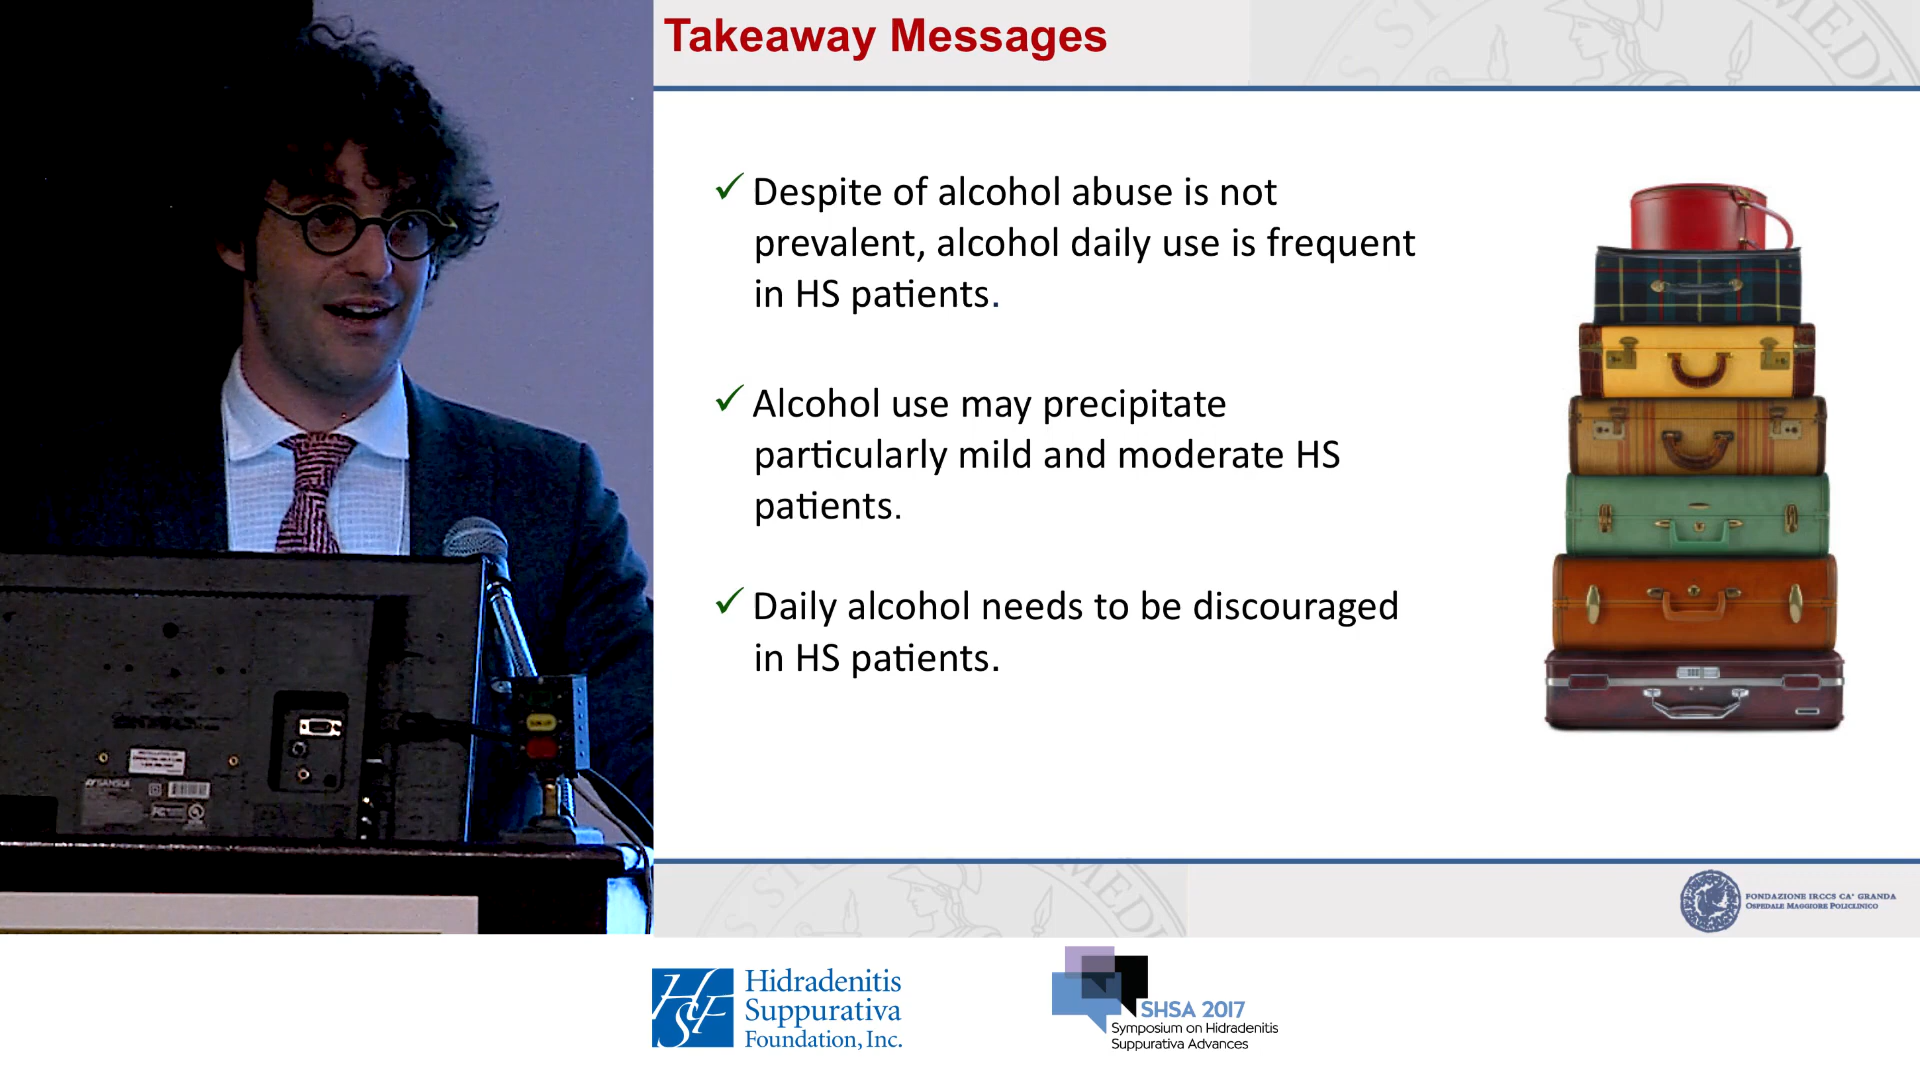 Takeaway Messages
✓ Despite of alcohol abuse is not
prevalent, alcohol daily use is frequent
in HS patients.
✓ Alcohol use may precipitate
particularly mild and moderate HS
patients.
✓ Daily alcohol needs to be discouraged
in HS patients.
FONDAZIONE IRCCS CA' GRANDA
OSPEDALE MAGGIORE POLICLINICO
HSF
Hidradenitis
Suppurativa
Foundation, Inc.
SHSA 2017
Symposium on Hidradenitis
Suppurativa Advances